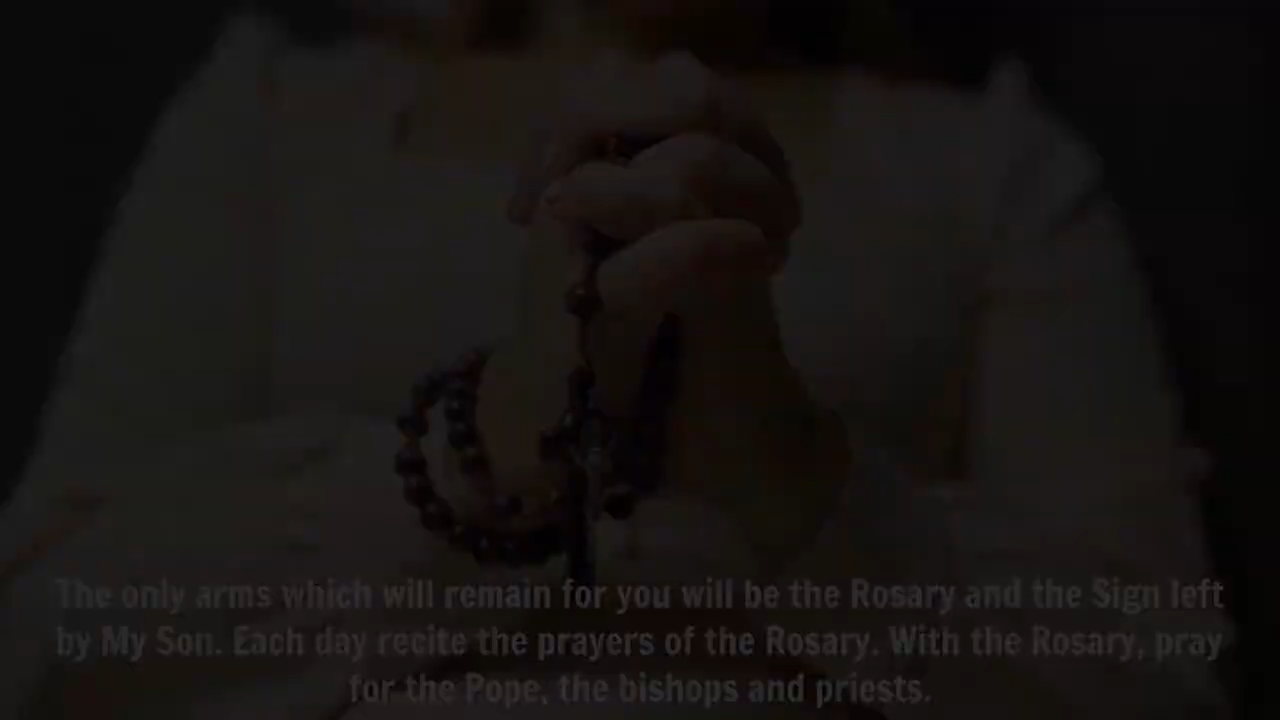 The only arms which will remain for you will be the Rosary and the Sign left
by My Son. Each day recite the prayers of the Rosary. With the Rosary, pray
for the Pope, the bishops and priests.